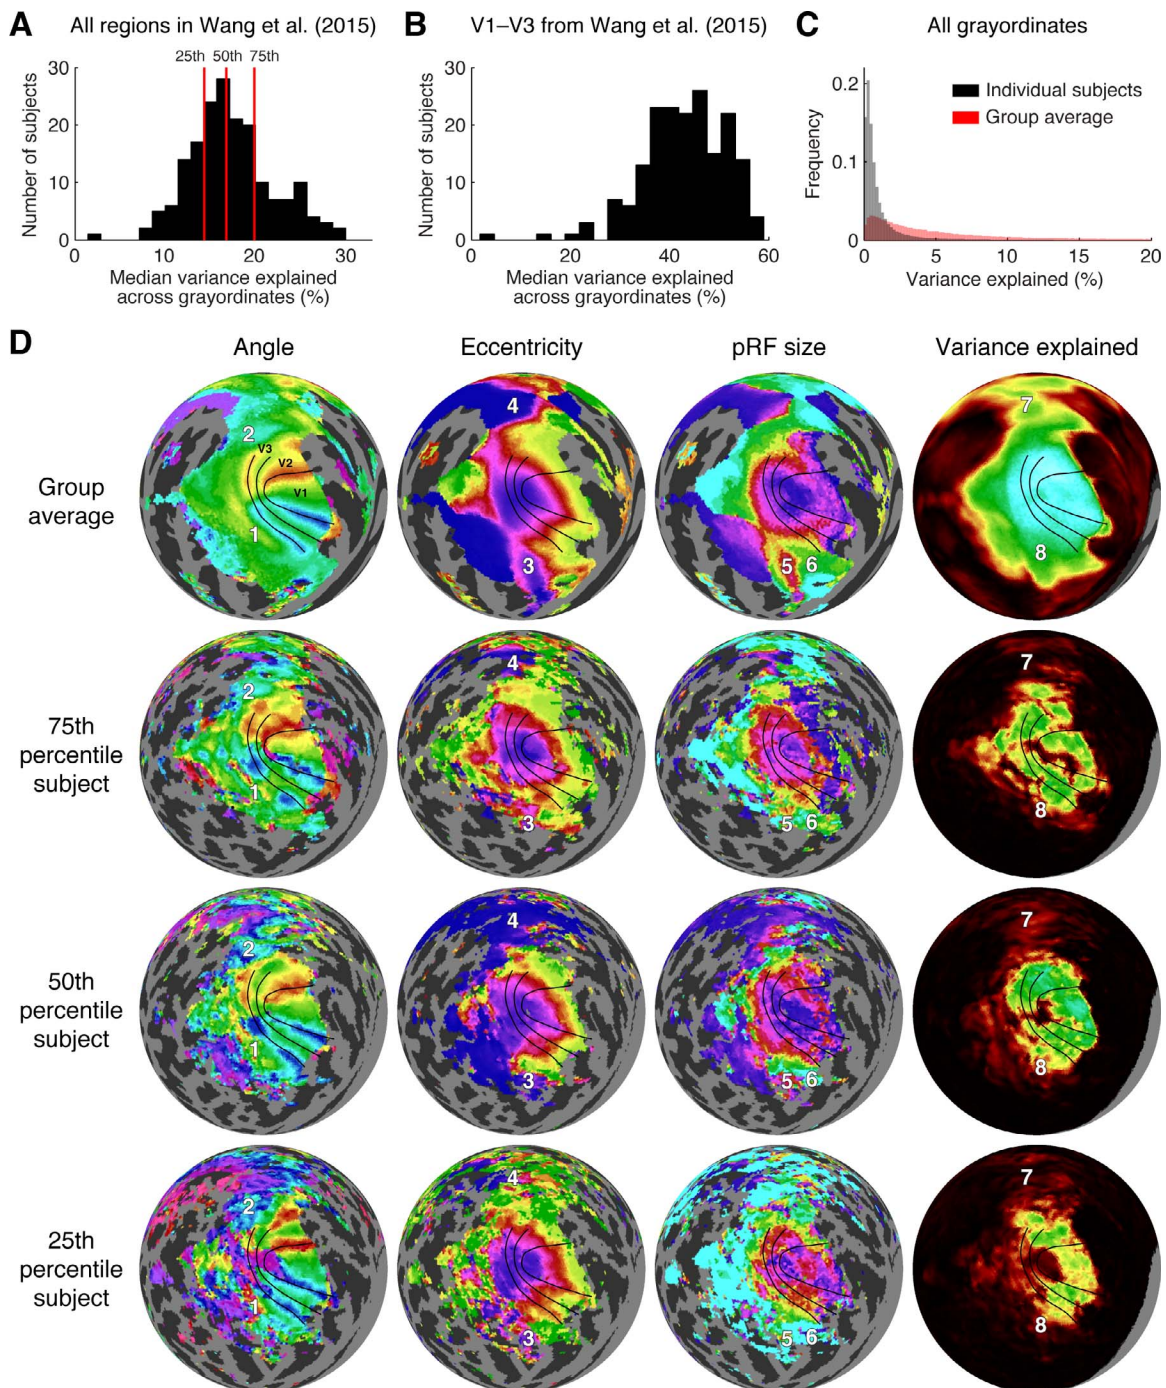 A All regions in Wang et al. (2015)
25th 50th 75th
30
20
10
0
Number of subjects
0 10 20 30
Median variance explained
across grayordinates (%)
B V1–V3 from Wang et al. (2015)
30
20
10
0
Number of subjects
0 20 40 60
Median variance explained
across grayordinates (%)
C All grayordinates
0.2
0.1
0
Frequency
Individual subjects
Group average
0 5 10 15 20
Variance explained (%)
D
Angle Eccentricity pRF size Variance explained
Group
average
2 V3 V2 V1 1
4 3
5 6
7 8
75th
percentile
subject
2 1
4 3
5 6
7 8
50th
percentile
subject
2 1
4 3
5 6
7 8
25th
percentile
subject
2 1
4 3
5 6
7 8